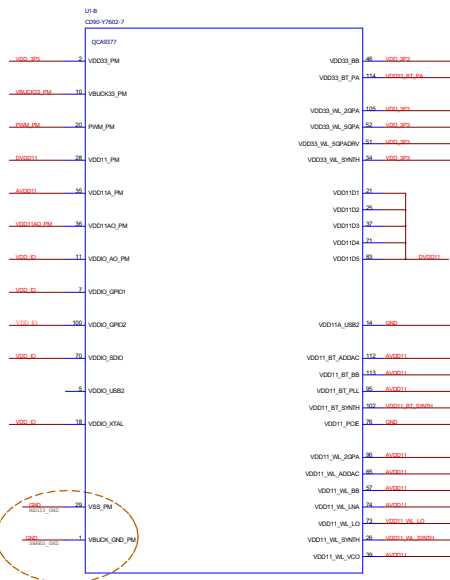 U1-B
CD90-Y7602-7
QCA9377
VDD_3P3 2 VDD33_PM
VBUCK33_PM 10 VBUCK33_PM
PWM_PM 20 PWM_PM
DVDD11 28 VDD11_PM
AVDD11 35 VDD11A_PM
VDD11AO_PM 36 VDD11AO_PM
VDD_IO 11 VDDIO_AO_PM
VDD_IO 7 VDDIO_GPIO1
VDD_IO 100 VDDIO_GPIO2
VDD_IO 70 VDDIO_SDIO
5 VDDIO_USB2
VDD_IO 18 VDDIO_XTAL
GND 29 VSS_PM
REG33_GND
GND 1 VBUCK_GND_PM
SWREG_GND
VDD33_BB 46 VDD_3P3
VDD33_BT_PA 114 VDD33_BT_PA
VDD33_WL_2GPA 105 VDD_3P3
VDD33_WL_5GPA 52 VDD_3P3
VDD33_WL_5GPADRV 51 VDD_3P3
VDD33_WL_SYNTH 34 VDD_3P3
VDD11D1 21
VDD11D2 25
VDD11D3 37
VDD11D4 71
VDD11D5 83 DVDD11
VDD11A_USB2 14 GND
VDD11_BT_ADDAC 112 AVDD11
VDD11_BT_BB 113 AVDD11
VDD11_BT_PLL 95 AVDD11
VDD11_BT_SYNTH 102 VDD11_BT_SYNTH
VDD11_PCIE 76 GND
VDD11_WL_2GPA 96 AVDD11
VDD11_WL_ADDAC 65 AVDD11
VDD11_WL_BB 57 AVDD11
VDD11_WL_LNA 74 AVDD11
VDD11_WL_LO 73 VDD11_WL_LO
VDD11_WL_SYNTH 26 VDD11_WL_SYNTH
VDD11_WL_VCO 39 AVDD11